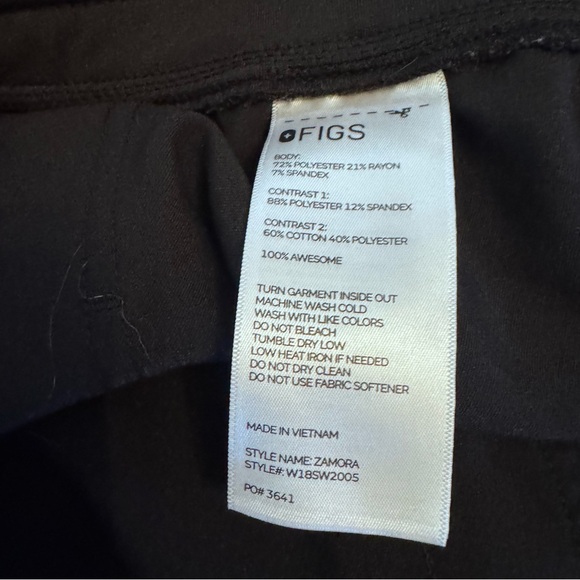 FIGS
BODY:
72% POLYESTER 21% RAYON
7% SPANDEX
CONTRAST 1:
88% POLYESTER 12% SPANDEX
CONTRAST 2:
60% COTTON 40% POLYESTER
100% AWESOME
TURN GARMENT INSIDE OUT
MACHINE WASH COLD
WASH WITH LIKE COLORS
DO NOT BLEACH
TUMBLE DRY LOW
LOW HEAT IRON IF NEEDED
DO NOT DRY CLEAN
DO NOT USE FABRIC SOFTENER
MADE IN VIETNAM
STYLE NAME: ZAMORA
STYLE#: W18SW2005
PO# 3641